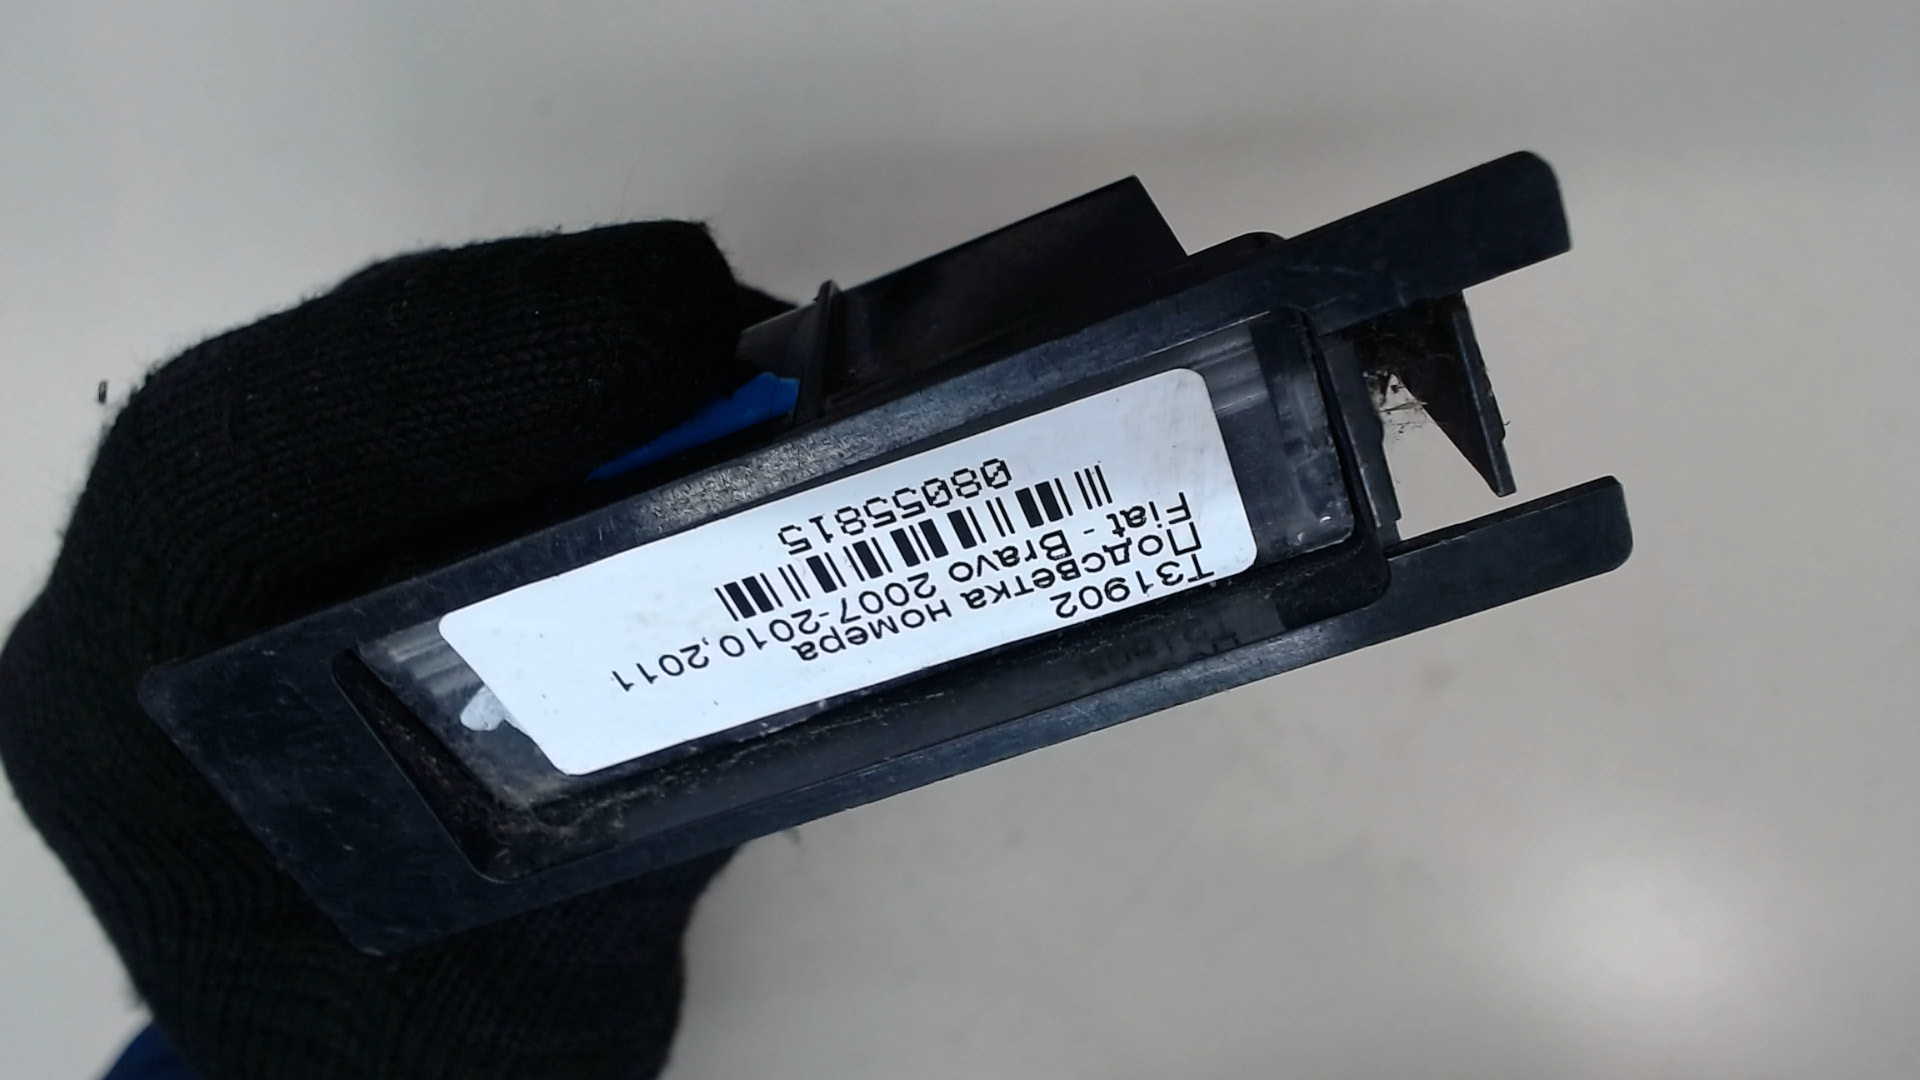 T31902
Подсветка номера
Fiat - Bravo 2007-2010,2011
08055815